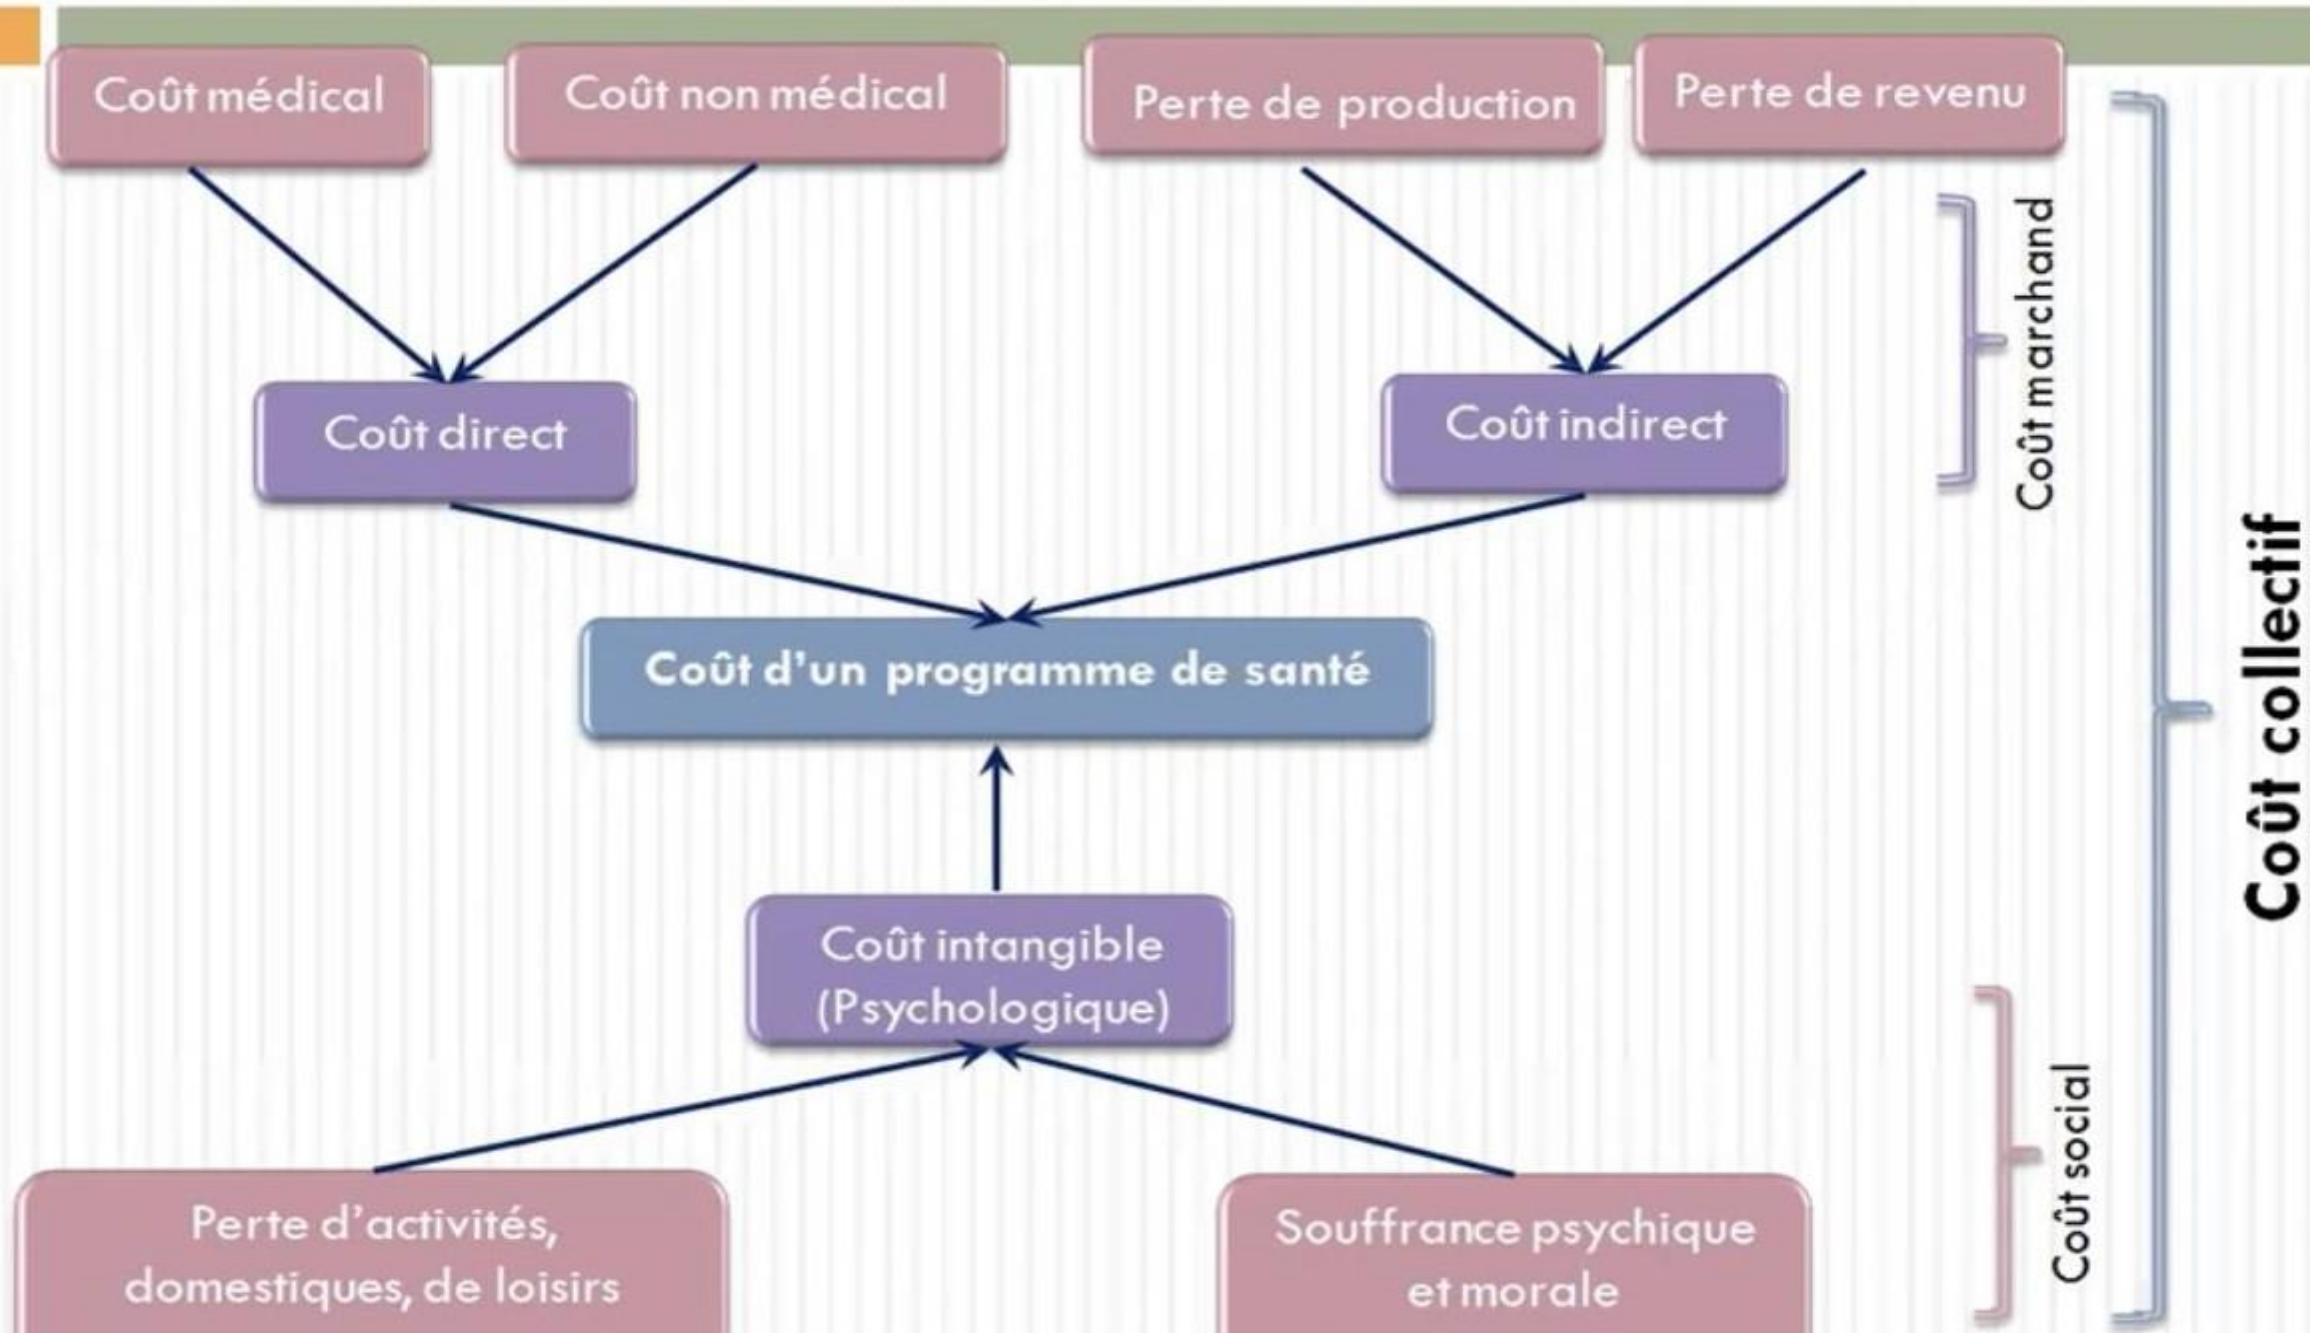 Coût médical
Coût non médical
Perte de production
Perte de revenu
Coût marchand
Coût direct
Coût indirect
Coût d'un programme de santé
Coût collectif
Coût intangible
(Psychologique)
Coût social
Perte d'activités,
domestiques, de loisirs
Souffrance psychique
et morale